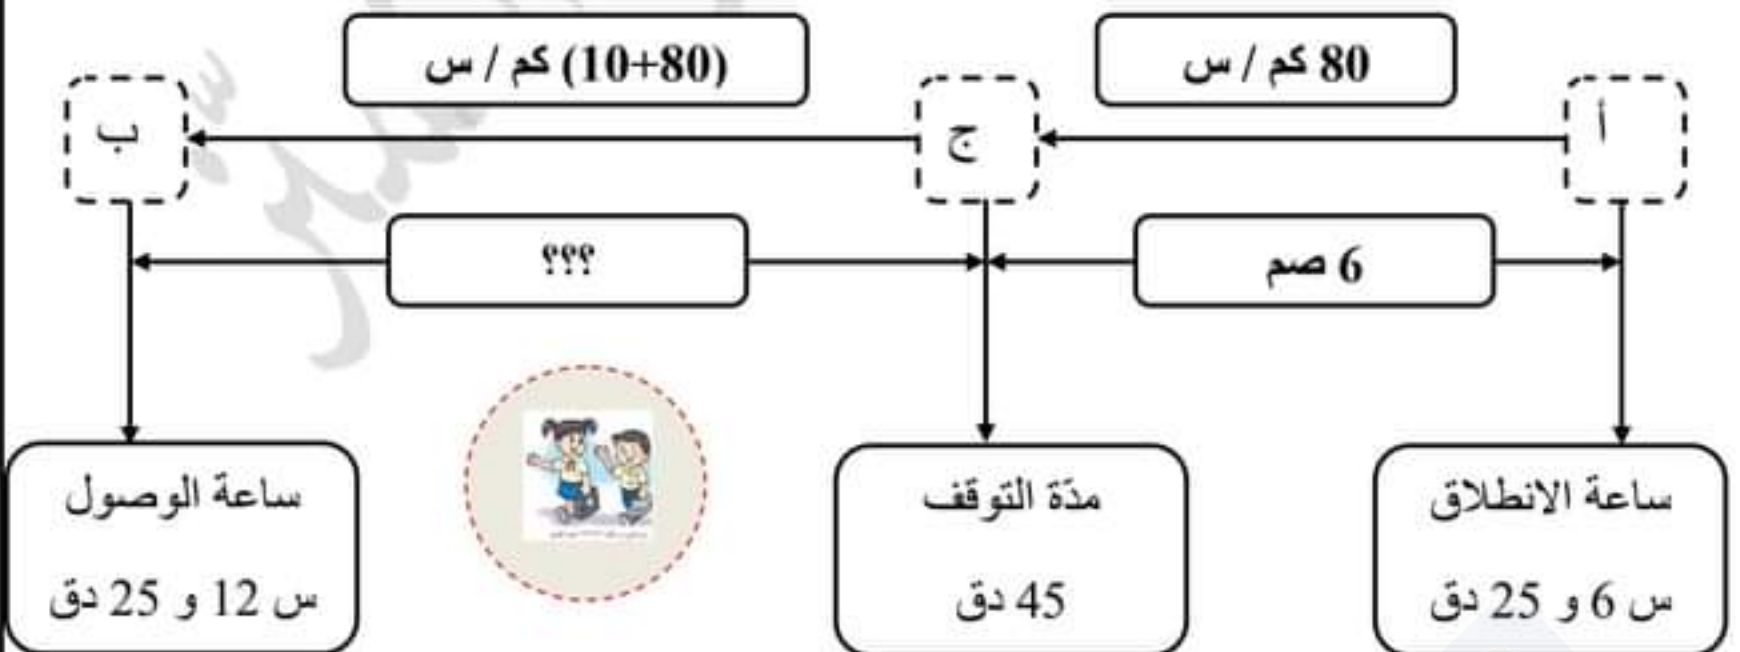 80 كم / س
(10+80) كم / س
أ
ج
ب
6 صم
؟؟؟
ساعة الانطلاق
س 6 و 25 دق
مدّة التوقف
45 دق
ساعة الوصول
س 12 و 25 دق